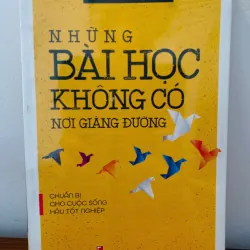 NHỮNG
BÀI HỌC
KHÔNG CÓ
NƠI GIẢNG ĐƯỜNG
CHUẨN BỊ
CHO CUỘC SỐNG
HẬU TỐT NGHIỆP